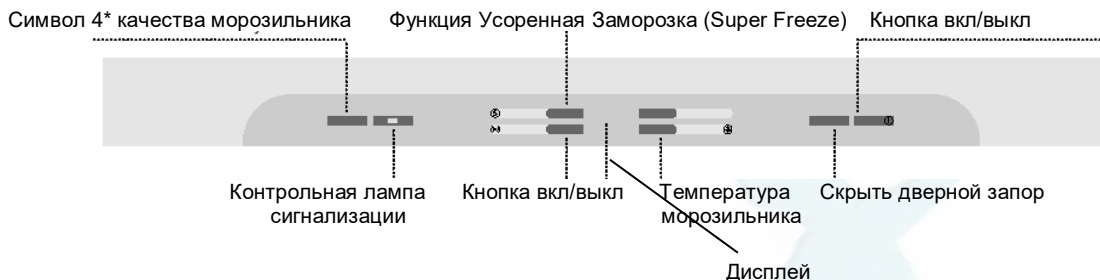 Символ 4* качества морозильника
Функция Усоренная Заморозка (Super Freeze)
Кнопка вкл/выкл
Контрольная лампа
сигнализации
Кнопка вкл/выкл
Температура
морозильника
Скрыть дверной запор
Дисплей